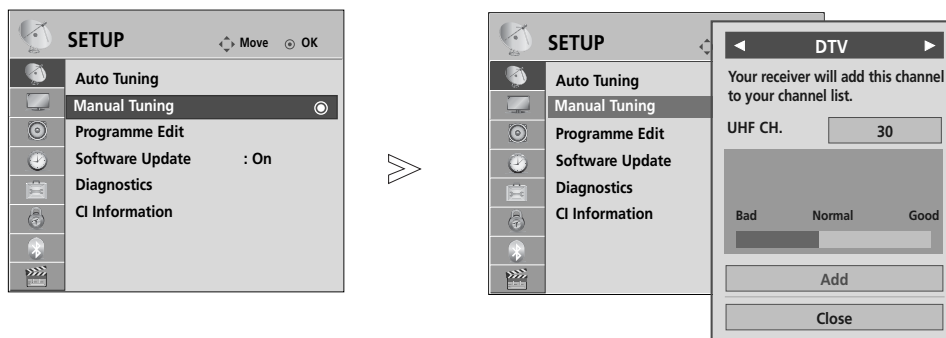 SETUP
Move OK
Auto Tuning
Manual Tuning
Programme Edit
Software Update : On
Diagnostics
CI Information
SETUP
Auto Tuning
Manual Tuning
Programme Edit
Software Update
Diagnostics
CI Information
DTV
Your receiver will add this channel
to your channel list.
UHF CH. 30
Bad Normal Good
Add
Close